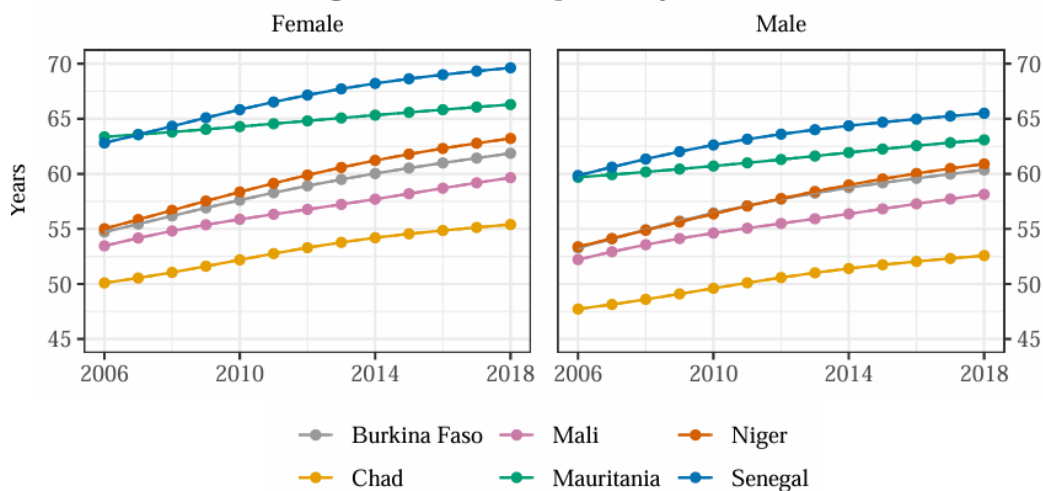 Female Male
70 70
65 65
60 60
55 55
50 50
45 45
Years
2006 2010 2014 2018 2006 2010 2014 2018
Burkina Faso Mali Niger
Chad Mauritania Senegal